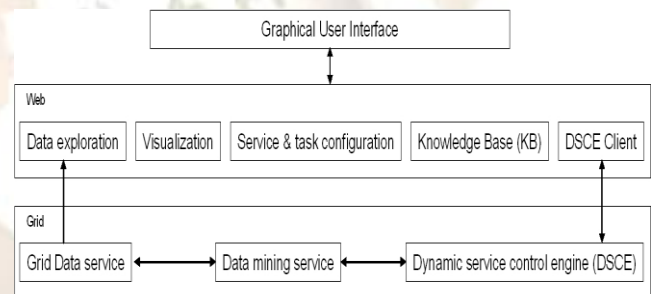 Graphical User Interface
Web
Data exploration
Visualization
Service & task configuration
Knowledge Base (KB)
DSCE Client
Grid
Grid Data service
Data mining service
Dynamic service control engine (DSCE)